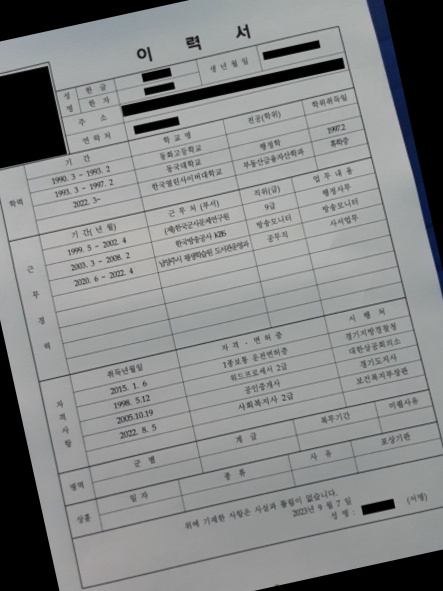 이 력 서
성 명 한 글 생 년 월 일
한 자
주 소
연 락 처
학력 기 간 학 교 명 전공(학위) 학위취득일
1990. 3 - 1993. 2 동화고등학교
1993. 3 - 1997. 2 동국대학교 행정학 1997.2
2022. 3- 한국열린사이버대학교 부동산금융자산학과 휴학중
근 무 경 력 기 간( 년 월) 근 무 처 (부서) 직위(급) 업 무 내 용
1999. 5 - 2002. 4 (재)한국군사문제연구원 9급 행정사무
2003. 3 - 2008. 2 한국방송공사 KBS 방송모니터 방송모니터
2020. 6 - 2022. 4 남양주시 평생학습원 도서관운영과 공무직 사서업무
자 격 사 항 취득년월일 자 격 · 면 허 증 시 행 처
2015. 1. 6 1종보통 운전면허증 경기지방경찰청
1998. 5.12 워드프로세서 2급 대한상공회의소
2005.10.19 공인중개사 경기도지사
2022. 8. 5 사회복지사 2급 보건복지부장관
병역 군 별 계 급 복무기간 미필사유
상훈 일 자 종 류 사 유 포상기관
위에 기재한 사항은 사실과 틀림이 없습니다.
2023년 9 월 7 일
성 명 : (서명)